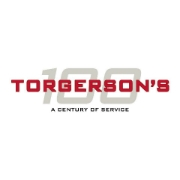 100
TORGERSON'S
A CENTURY OF SERVICE